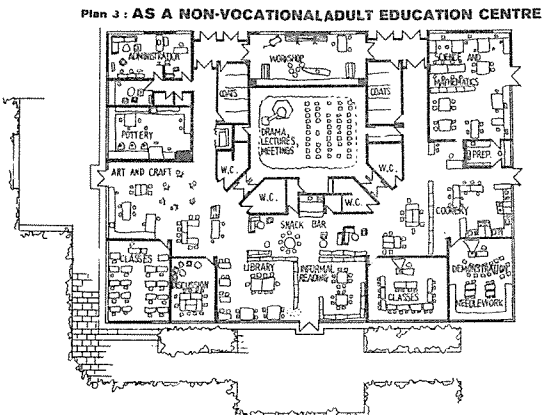 Plan 3 : AS A NON-VOCATIONALADULT EDUCATION CENTRE
ADMINISTRATION
WORKSHOP
SCIENCE AND
MATHEMATICS
COATS
COATS
POTTERY
DRAMA,
LECTURES,
MEETINGS
PREP.
ART AND CRAFT
W.C.
W.C.
W.C.
W.C.
COOKERY
SNACK BAR
CLASSES
DISCUSSION
LIBRARY
INFORMAL
READING
CLASSES
DEMONSTRATION
NEEDLEWORK